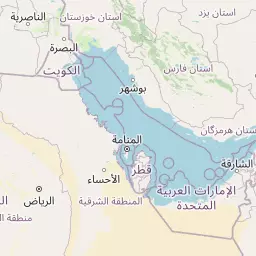 استان یزد
استان خوزستان
الناصرية
البصرة
استان فارس
الكويت
بوشهر
استان هرمزگان
المنامة
الشارقة
قطر
الأحساء
الإمارات العربية
المتحدة
المنطقة الشرقية
الرياض
منطقة ال